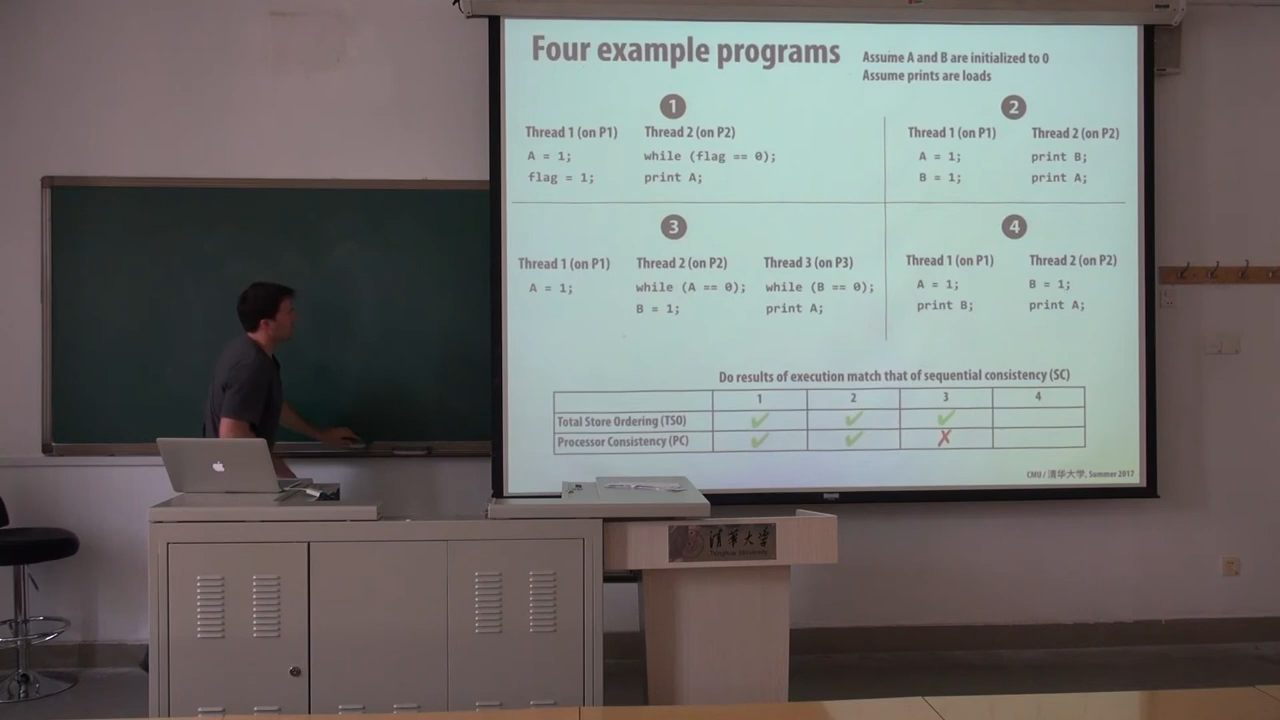 Four example programs
Assume A and B are initialized to 0
Assume prints are loads
1
Thread 1 (on P1) Thread 2 (on P2)
A = 1; while (flag == 0);
flag = 1; print A;
2
Thread 1 (on P1) Thread 2 (on P2)
A = 1; print B;
B = 1; print A;
3
Thread 1 (on P1) Thread 2 (on P2) Thread 3 (on P3)
A = 1; while (A == 0); while (B == 0);
B = 1; print A;
4
Thread 1 (on P1) Thread 2 (on P2)
A = 1; B = 1;
print B; print A;
Do results of execution match that of sequential consistency (SC)
1 2 3 4
Total Store Ordering (TSO) ✓ ✓ ✓
Processor Consistency (PC) ✓ ✓ ✗
CMU / 清华大学, Summer 2017
清华大学
Tsinghua University